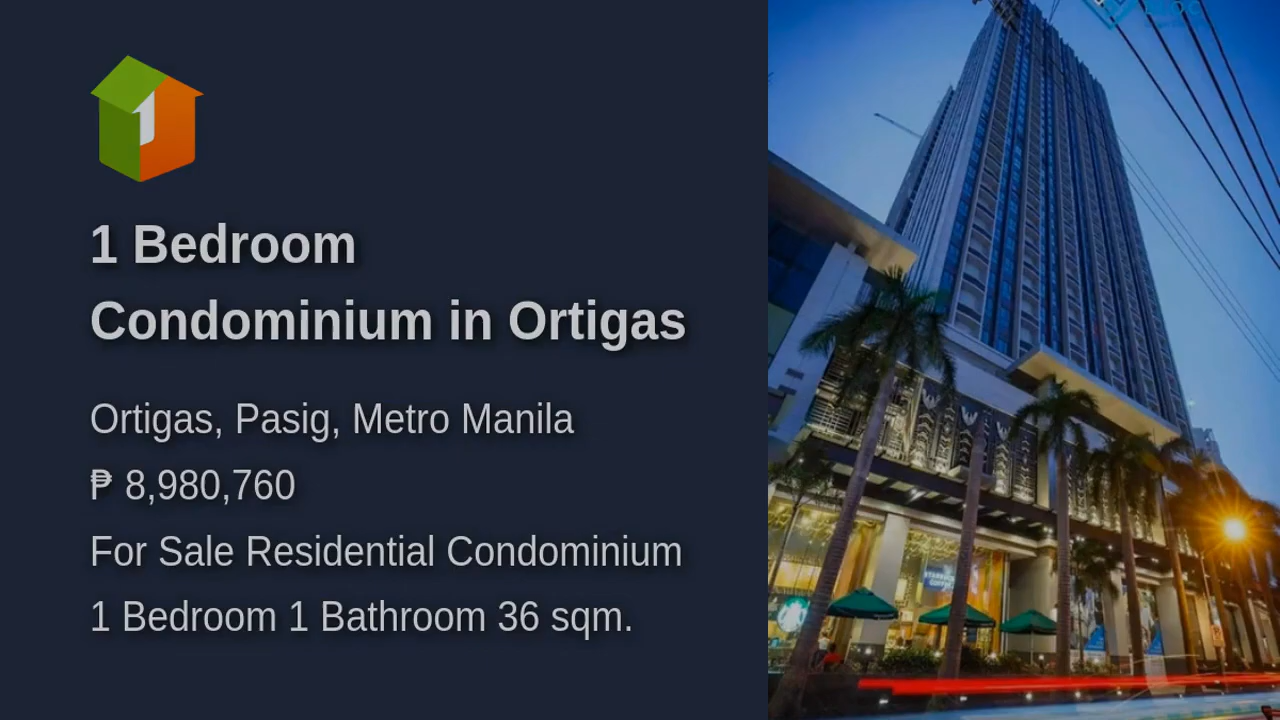 1 Bedroom
Condominium in Ortigas
Ortigas, Pasig, Metro Manila
₱ 8,980,760
For Sale Residential Condominium
1 Bedroom 1 Bathroom 36 sqm.